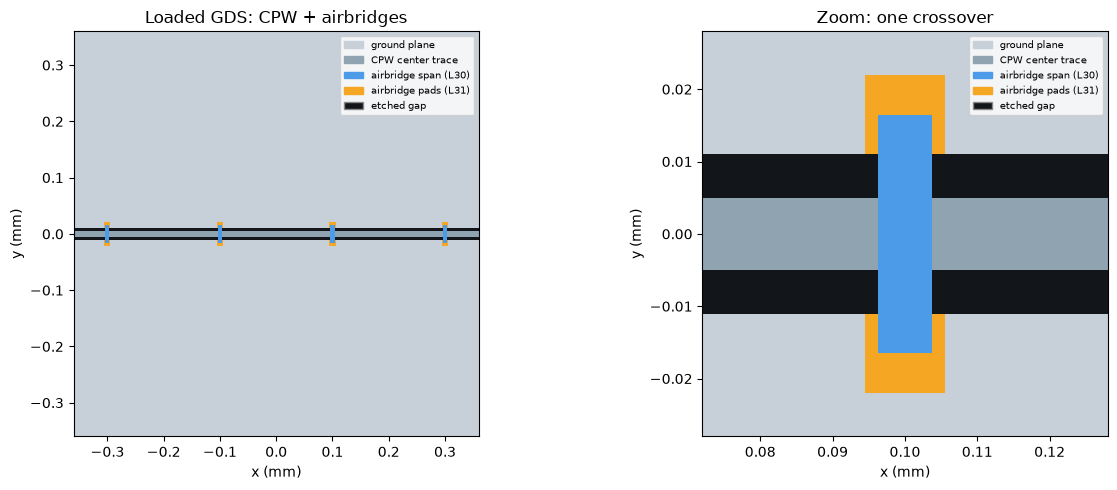 Loaded GDS: CPW + airbridges
ground plane
CPW center trace
airbridge span (L30)
airbridge pads (L31)
etched gap
y (mm)
0.3
0.2
0.1
0.0
−0.1
−0.2
−0.3
−0.3
−0.2
−0.1
0.0
0.1
0.2
0.3
x (mm)
Zoom: one crossover
ground plane
CPW center trace
airbridge span (L30)
airbridge pads (L31)
etched gap
y (mm)
0.02
0.01
0.00
−0.01
−0.02
0.08
0.09
0.10
0.11
0.12
x (mm)